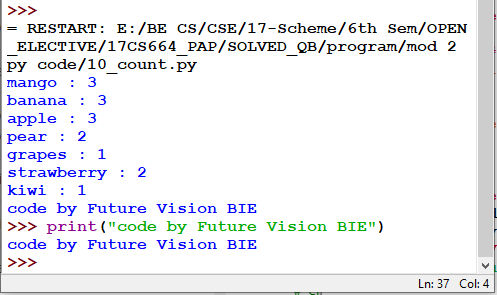 >>>
= RESTART: E:/BE CS/CSE/17-Scheme/6th Sem/OPEN
_ELECTIVE/17CS664_PAP/SOLVED_QB/program/mod 2
py code/10_count.py
mango : 3
banana : 3
apple : 3
pear : 2
grapes : 1
strawberry : 2
kiwi : 1
code by Future Vision BIE
>>> print("code by Future Vision BIE")
code by Future Vision BIE
>>>
Ln: 37 Col: 4